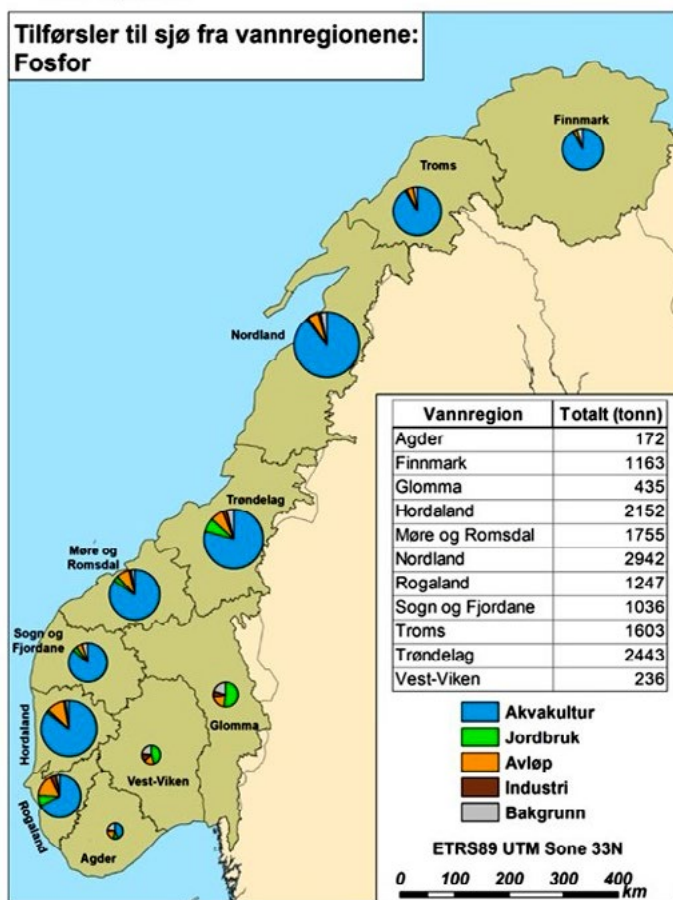 Tilførsler til sjø fra vannregionene:
Fosfor
Finnmark
Troms
Nordland
Trøndelag
Møre og
Romsdal
Sogn og
Fjordane
Hordaland
Rogaland
Agder
Vest-Viken
Glomma
Vannregion Totalt (tonn)
Agder 172
Finnmark 1163
Glomma 435
Hordaland 2152
Møre og Romsdal 1755
Nordland 2942
Rogaland 1247
Sogn og Fjordane 1036
Troms 1603
Trøndelag 2443
Vest-Viken 236
Akvakultur
Jordbruk
Avløp
Industri
Bakgrunn
ETRS89 UTM Sone 33N
0 100 200 300 400
km